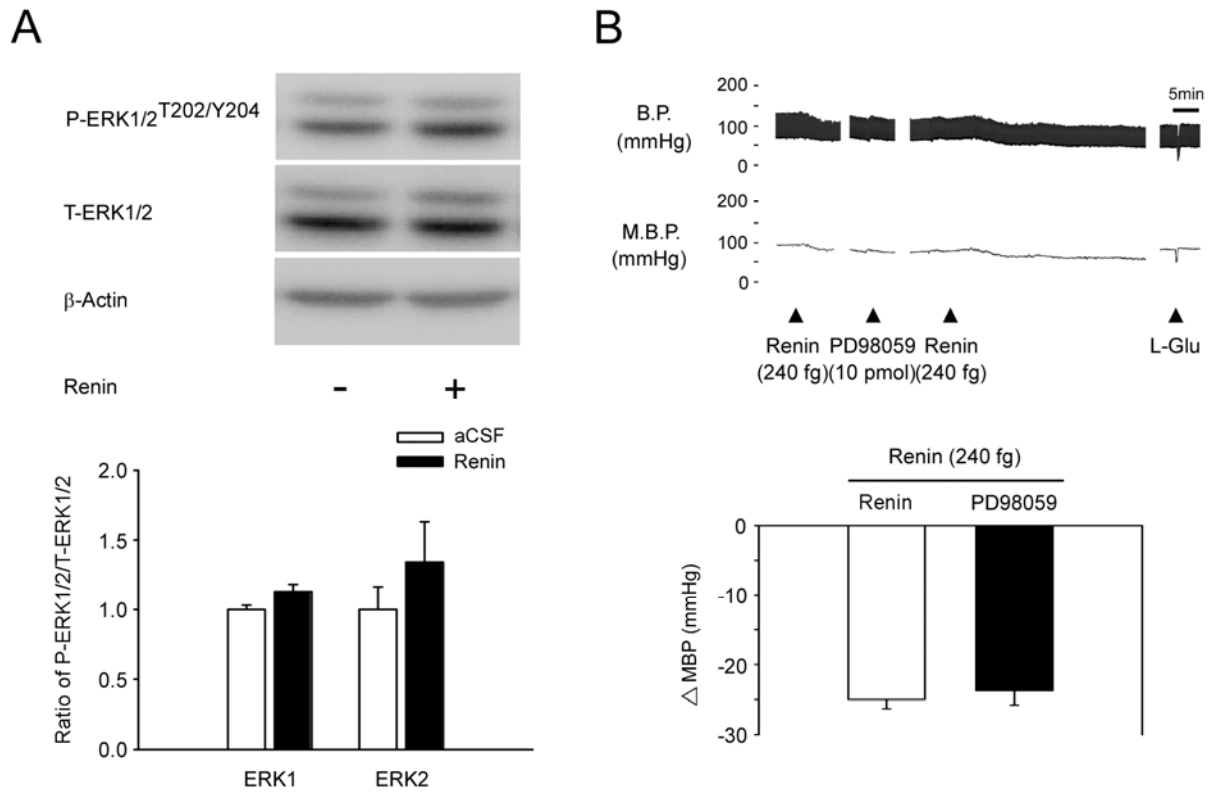 A
P-ERK1/2T202/Y204
T-ERK1/2
β-Actin
Renin - +
aCSF
Renin
Ratio of P-ERK1/2/T-ERK1/2
2.0
1.5
1.0
0.5
0.0
ERK1 ERK2
B
B.P.
(mmHg)
200
100
0
5min
M.B.P.
(mmHg)
200
100
0
Renin PD98059 Renin L-Glu
(240 fg)(10 pmol)(240 fg)
Renin (240 fg)
Renin PD98059
△ MBP (mmHg)
0
-10
-20
-30